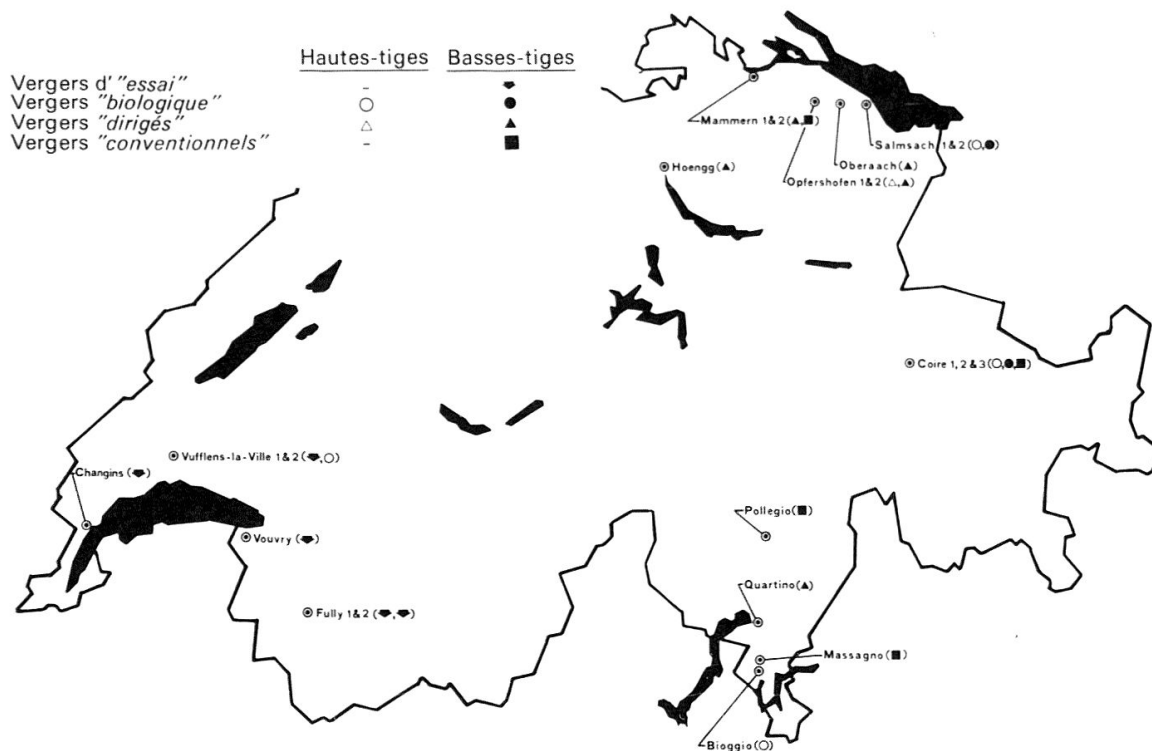 Hautes-tiges Basses-tiges
Vergers d' "essai" – 
Vergers "biologique" ○ ●
Vergers "dirigés" △ ▲
Vergers "conventionnels" – ■
Mammern 1&2(▲,■)
Salmsach 1&2(○,●)
Hoengg(▲)
Oberaach(▲)
Opfershofen 1&2(△,▲)
Coire 1,2&3(○,●,■)
Vufflens-la-Ville 1&2( ,○)
Changins( )
Pollegio(■)
Vouvry( )
Quartino(▲)
Fully 1&2( , )
Massagno(■)
Bioggio(○)